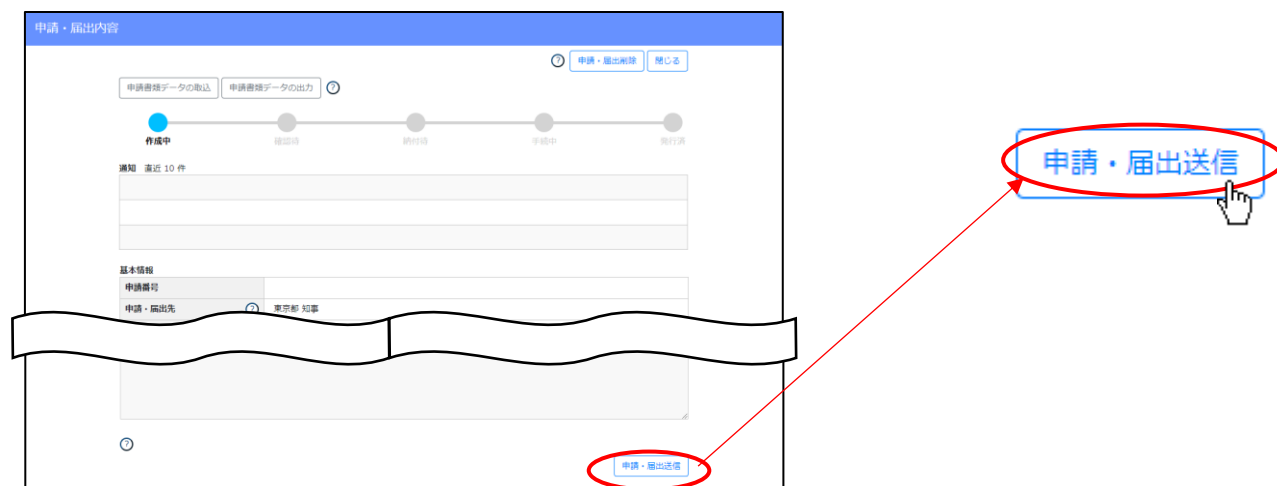 申請・届出内容
? 申請・届出削除 閉じる
申請書類データの取込 申請書類データの出力 ?
作成中 確認待 納付待 手続中 発行済
通知 直近 10 件
基本情報
申請番号
申請・届出先 ? 東京都 知事
?
申請・届出送信
申請・届出送信